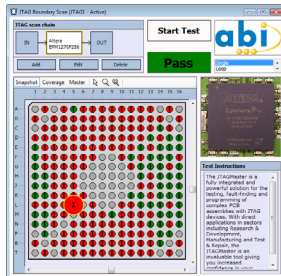 JTAG Boundary Scan (JTAG - Active)
JTAG scan chain
IN
Altera
EPM1270F256
OUT
Add
Edit
Delete
Start Test
Pass
abi
Single
Loop
Snapshot Coverage Master
1 2 3 4 5 6 7 8 9 10 11 12 13 14 15 16
A
B
C
D
E
F
G
H
J
K
L
M
N
P
R
T
Test Instructions
The JTAGMaster is a
fully integrated and
powerful solution for the
testing, fault-finding and
programming of
complex PCB
assemblies with JTAG
devices. With direct
applications in sectors
including Research &
Development,
Manufacturing and Test
& Repair, the
JTAGMaster is an
invaluable tool giving
you increased
confidence in your